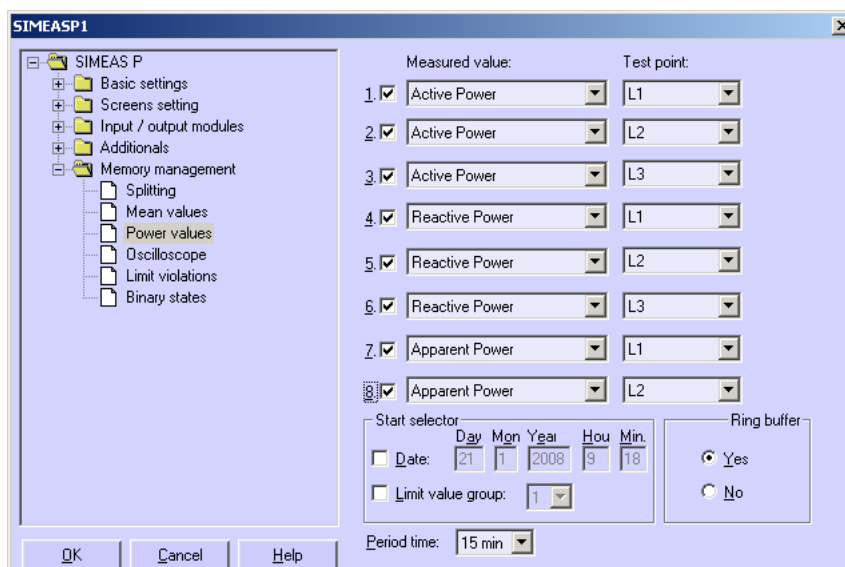 SIMEASP1
SIMEAS P
Basic settings
Screens setting
Input / output modules
Additionals
Memory management
Splitting
Mean values
Power values
Oscilloscope
Limit violations
Binary states
OK Cancel Help
Measured value: Test point:
1. Active Power L1
2. Active Power L2
3. Active Power L3
4. Reactive Power L1
5. Reactive Power L2
6. Reactive Power L3
7. Apparent Power L1
8. Apparent Power L2
Start selector
Day Mon Year Hou Min.
Date: 21 1 2008 9 18
Limit value group: 1
Ring buffer
Yes
No
Period time: 15 min